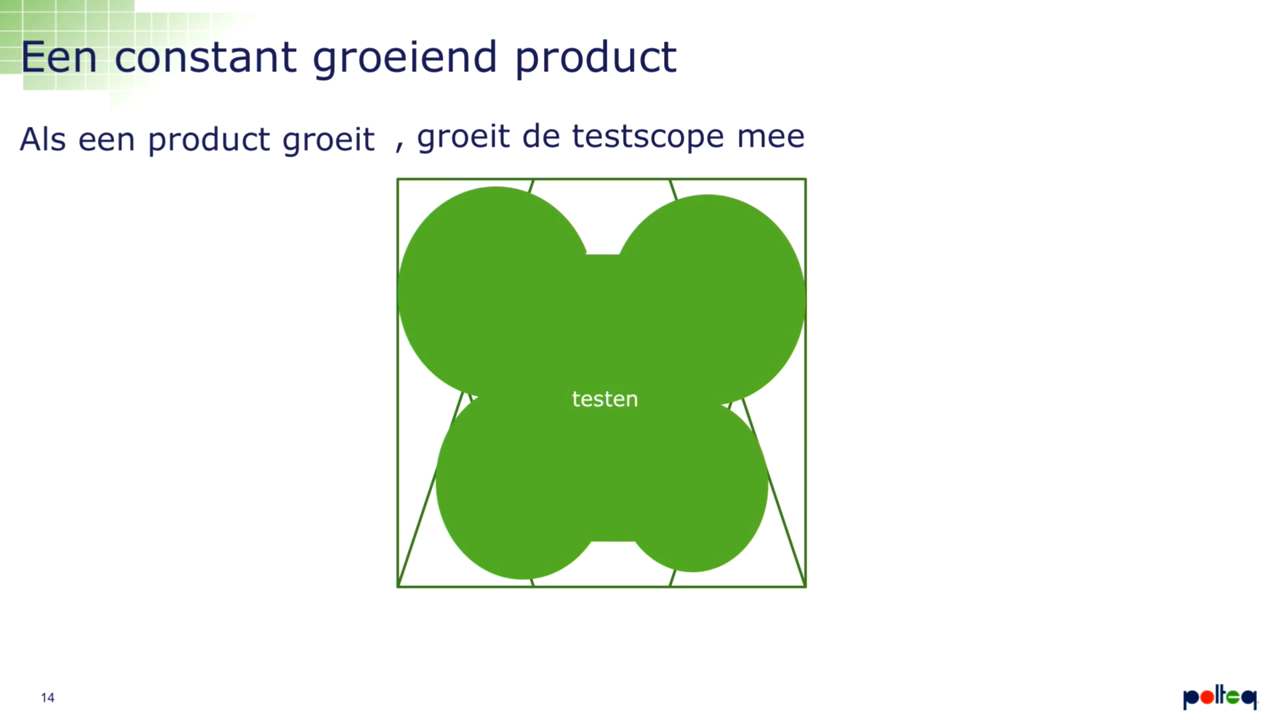 Een constant groeiend product
Als een product groeit , groeit de testscope mee
testen
14
polteq